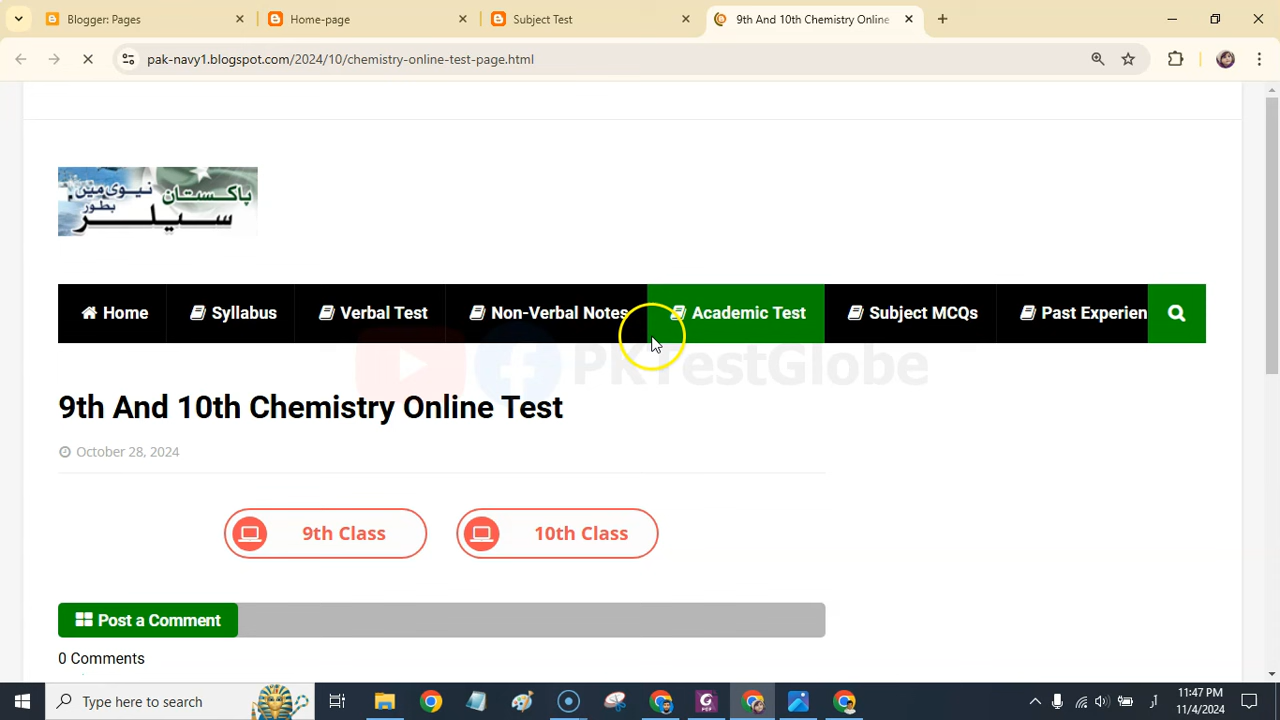 Blogger: Pages
Home-page
Subject Test
9th And 10th Chemistry Online
pak-navy1.blogspot.com/2024/10/chemistry-online-test-page.html
پاکستان نیوی میں
بطور
سیلر
Home
Syllabus
Verbal Test
Non-Verbal Notes
Academic Test
Subject MCQs
Past Experien
PKTestGlobe
9th And 10th Chemistry Online Test
October 28, 2024
9th Class
10th Class
Post a Comment
0 Comments
Type here to search
11:47 PM
11/4/2024